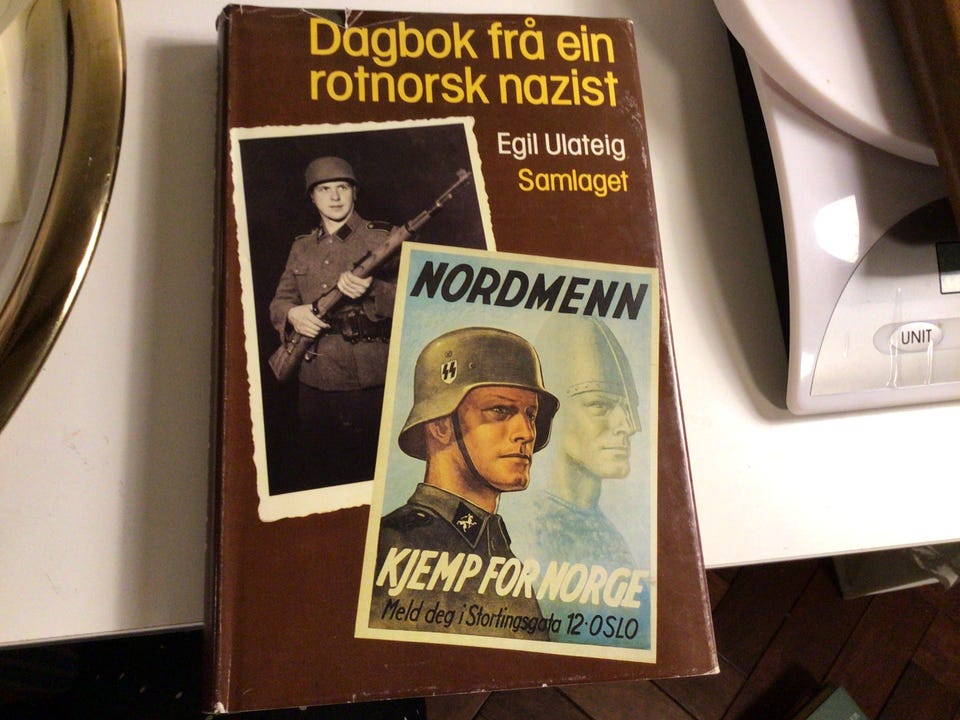 Dagbok frå ein
rotnorsk nazist
Egil Ulateig
Samlaget
NORDMENN
KJEMP FOR NORGE
Meld deg i Stortingsgata 12·OSLO
UNIT